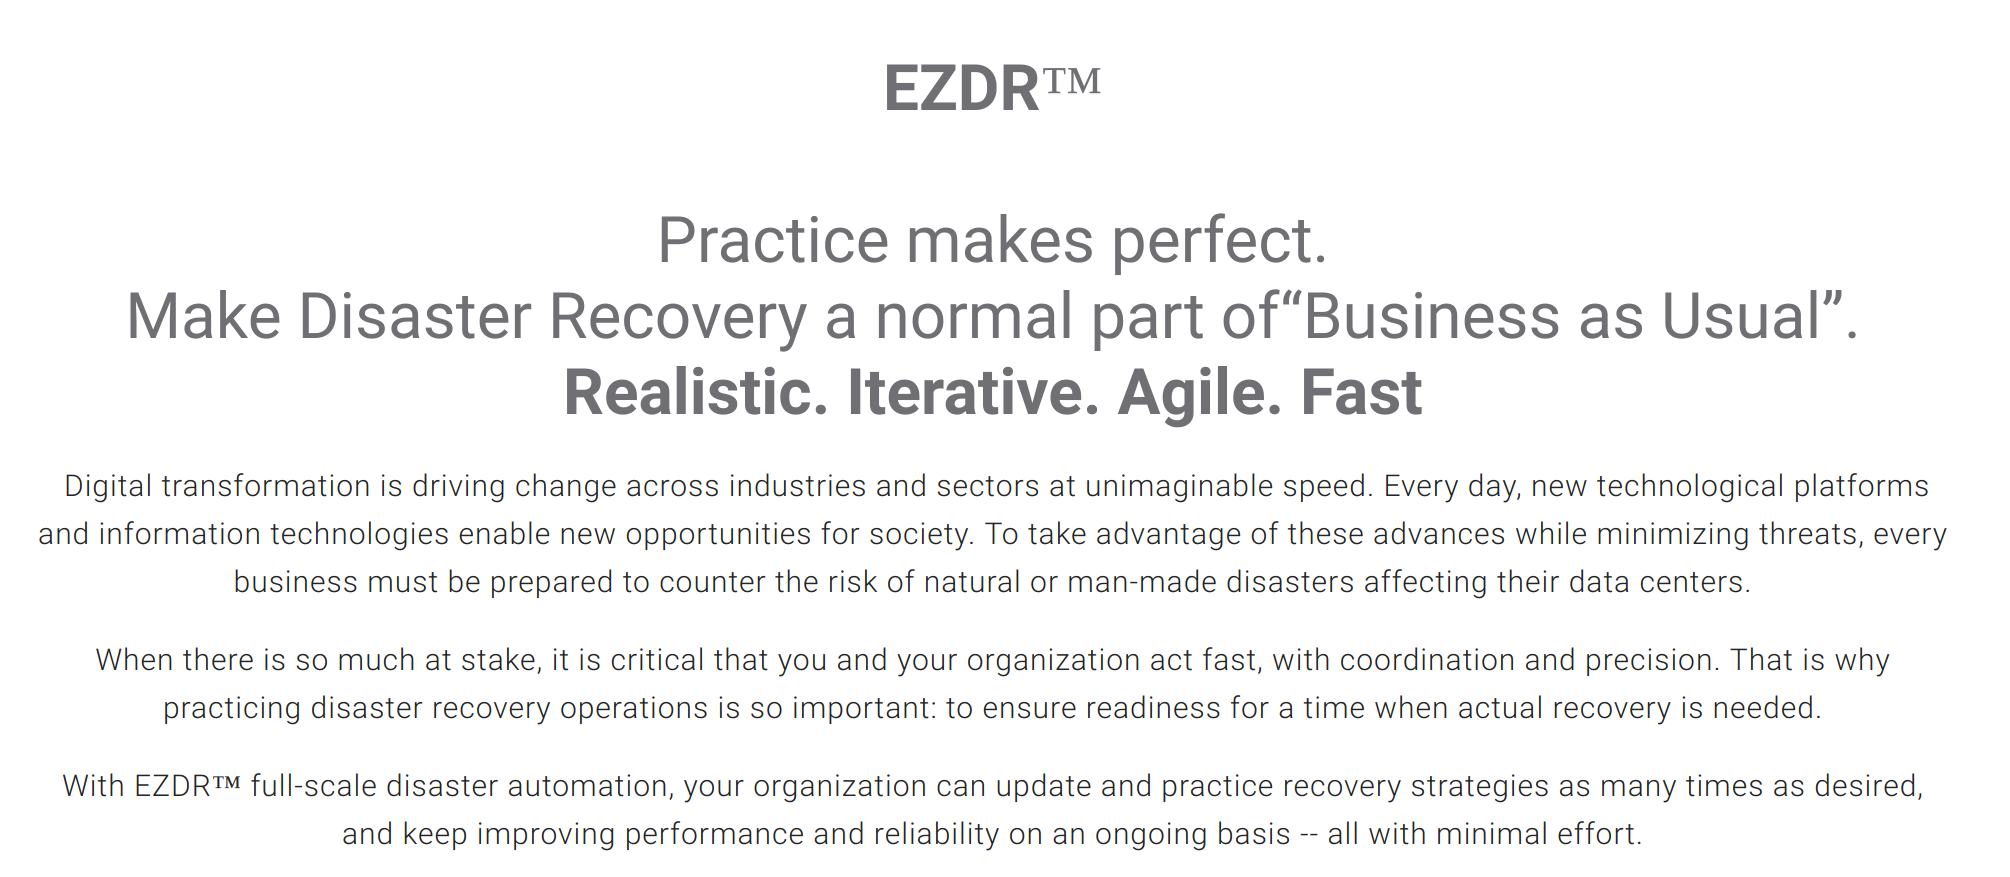 EZDR™
Practice makes perfect.
Make Disaster Recovery a normal part of“Business as Usual”.
Realistic. Iterative. Agile. Fast
Digital transformation is driving change across industries and sectors at unimaginable speed. Every day, new technological platforms
and information technologies enable new opportunities for society. To take advantage of these advances while minimizing threats, every
business must be prepared to counter the risk of natural or man-made disasters affecting their data centers.
When there is so much at stake, it is critical that you and your organization act fast, with coordination and precision. That is why
practicing disaster recovery operations is so important: to ensure readiness for a time when actual recovery is needed.
With EZDR™ full-scale disaster automation, your organization can update and practice recovery strategies as many times as desired,
and keep improving performance and reliability on an ongoing basis -- all with minimal effort.